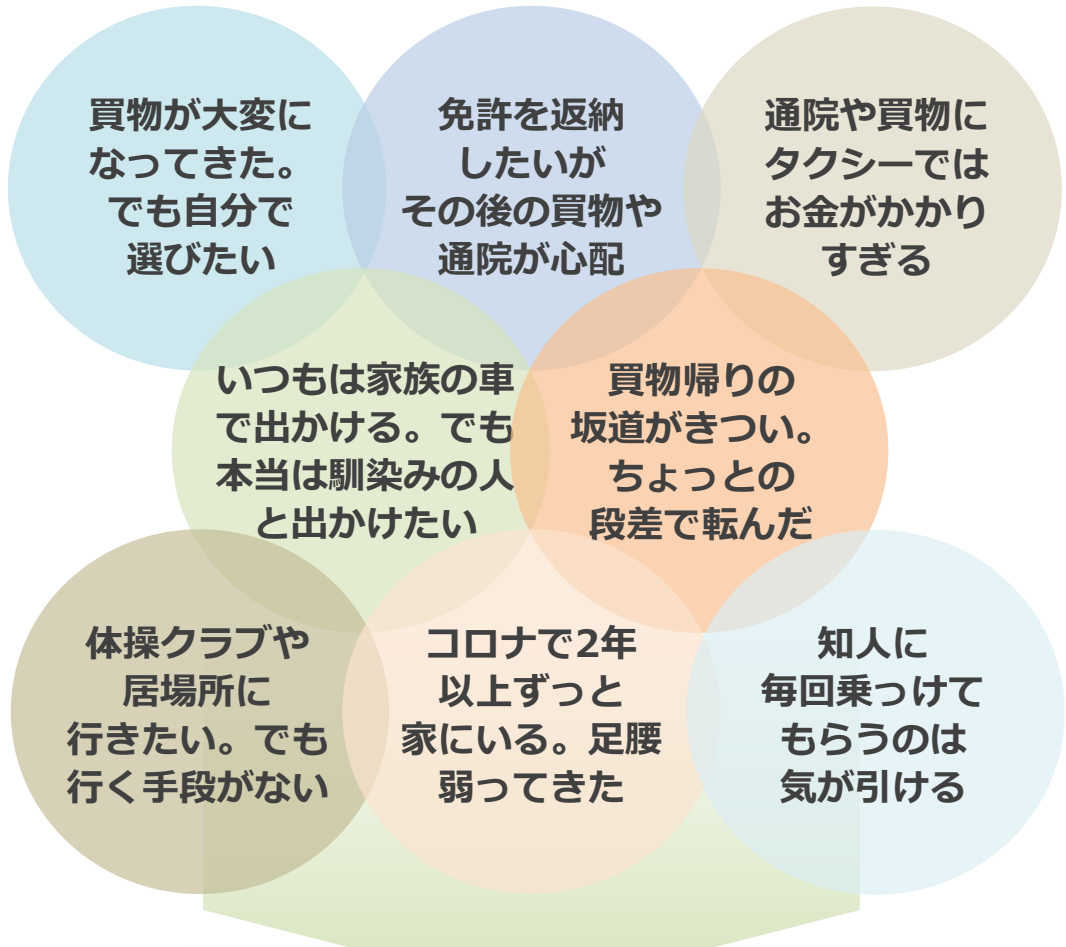 買物が大変に
なってきた。
でも自分で
選びたい
免許を返納
したいが
その後の買物や
通院が心配
通院や買物に
タクシーでは
お金がかかり
すぎる
いつもは家族の車
で出かける。でも
本当は馴染みの人
と出かけたい
買物帰りの
坂道がきつい。
ちょっとの
段差で転んだ
体操クラブや
居場所に
行きたい。でも
行く手段がない
コロナで2年
以上ずっと
家にいる。足腰
弱ってきた
知人に
毎回乗っけて
もらうのは
気が引ける